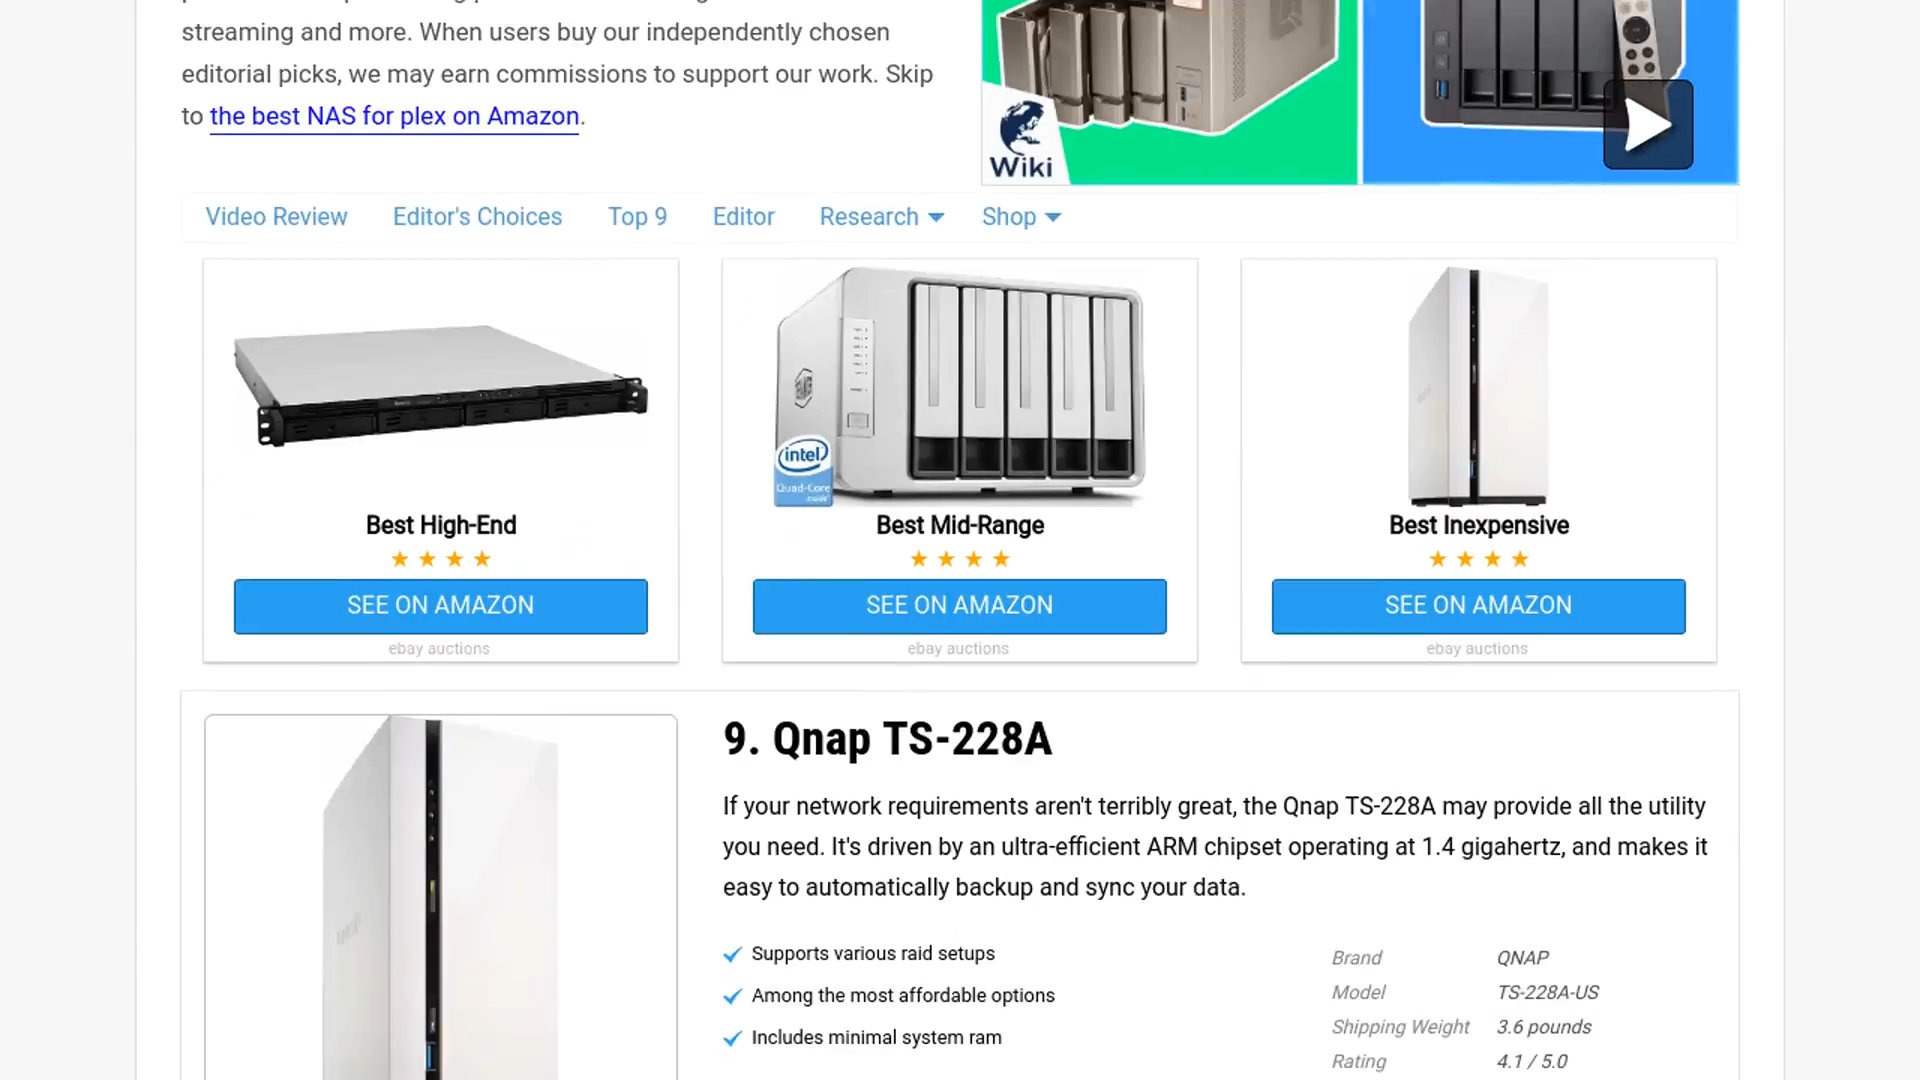 streaming and more. When users buy our independently chosen
editorial picks, we may earn commissions to support our work. Skip
to the best NAS for plex on Amazon.
Wiki
Video Review Editor's Choices Top 9 Editor Research Shop
intel
Quad-Core
inside
Best High-End
SEE ON AMAZON
ebay auctions
Best Mid-Range
SEE ON AMAZON
ebay auctions
Best Inexpensive
SEE ON AMAZON
ebay auctions
9. Qnap TS-228A
If your network requirements aren't terribly great, the Qnap TS-228A may provide all the utility
you need. It's driven by an ultra-efficient ARM chipset operating at 1.4 gigahertz, and makes it
easy to automatically backup and sync your data.
Supports various raid setups
Among the most affordable options
Includes minimal system ram
Brand QNAP
Model TS-228A-US
Shipping Weight 3.6 pounds
Rating 4.1 / 5.0